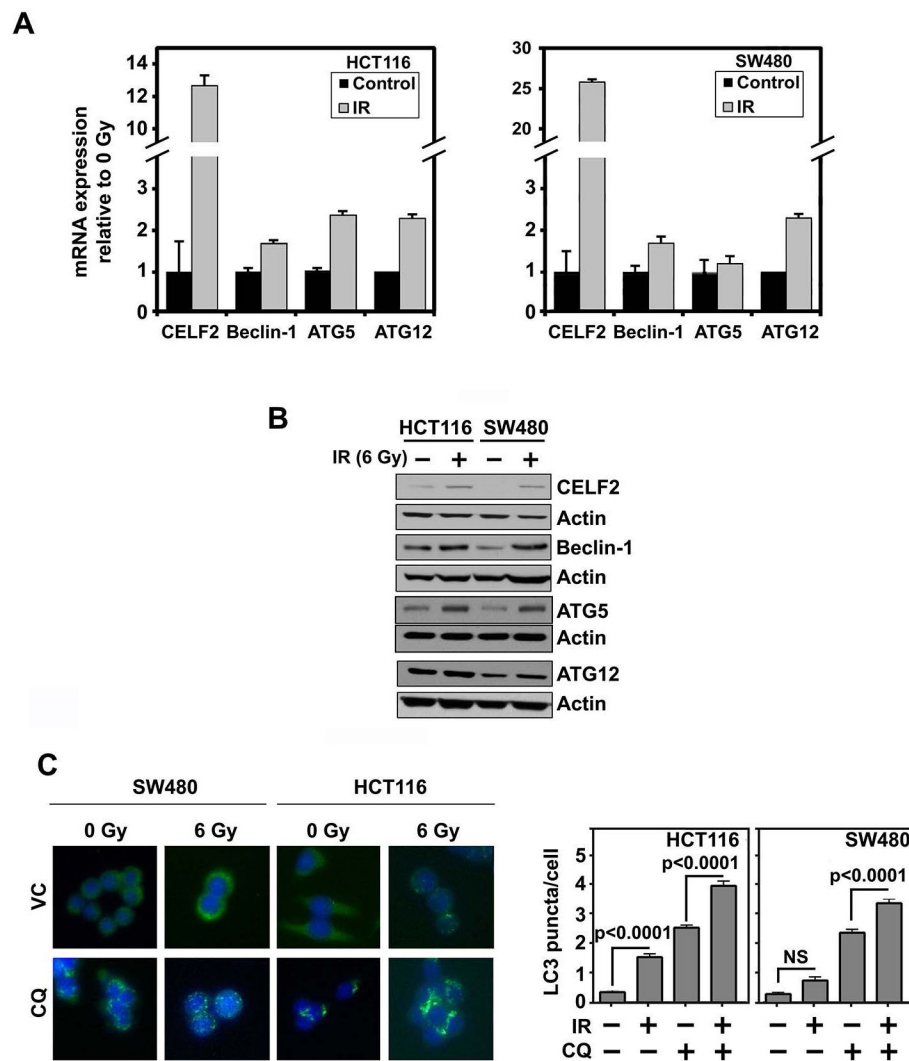 A
mRNA expression
relative to 0 Gy
HCT116
Control
IR
14
12
10
3
2
1
0
CELF2 Beclin-1 ATG5 ATG12
SW480
Control
IR
30
25
20
3
2
1
0
CELF2 Beclin-1 ATG5 ATG12
B
HCT116 SW480
IR (6 Gy) − + − +
CELF2
Actin
Beclin-1
Actin
ATG5
Actin
ATG12
Actin
C
SW480 HCT116
0 Gy 6 Gy 0 Gy 6 Gy
VC
CQ
LC3 puncta/cell
5
4
3
2
1
0
HCT116
p<0.0001
p<0.0001
SW480
p<0.0001
NS
IR − + − + − + − +
CQ − − + + − − + +